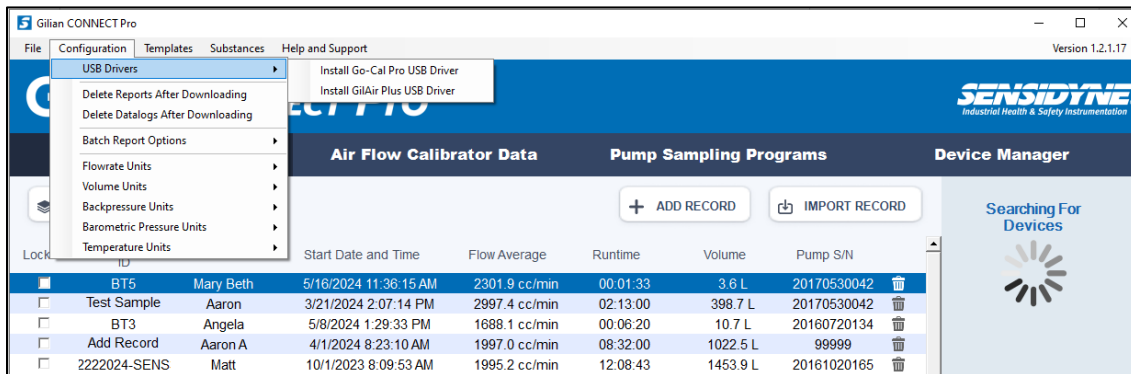 Gilian CONNECT Pro
File Configuration Templates Substances Help and Support Version 1.2.1.17
USB Drivers
Install Go-Cal Pro USB Driver
Install GilAir Plus USB Driver
Delete Reports After Downloading
Delete Datalogs After Downloading
Batch Report Options
Flowrate Units
Volume Units
Backpressure Units
Barometric Pressure Units
Temperature Units
SENSIDYNE
Industrial Health & Safety Instrumentation
Air Flow Calibrator Data Pump Sampling Programs Device Manager
ADD RECORD IMPORT RECORD
Searching For
Devices
Lock Start Date and Time Flow Average Runtime Volume Pump S/N
ID
BT5 Mary Beth 5/16/2024 11:36:15 AM 2301.9 cc/min 00:01:33 3.6 L 20170530042
Test Sample Aaron 3/21/2024 2:07:14 PM 2997.4 cc/min 02:13:00 398.7 L 20170530042
BT3 Angela 5/8/2024 1:29:33 PM 1688.1 cc/min 00:06:20 10.7 L 20160720134
Add Record Aaron A 4/1/2024 8:23:10 AM 1997.0 cc/min 08:32:00 1022.5 L 99999
2222024-SENS Matt 10/1/2023 8:09:53 AM 1995.2 cc/min 12:08:43 1453.9 L 20161020165